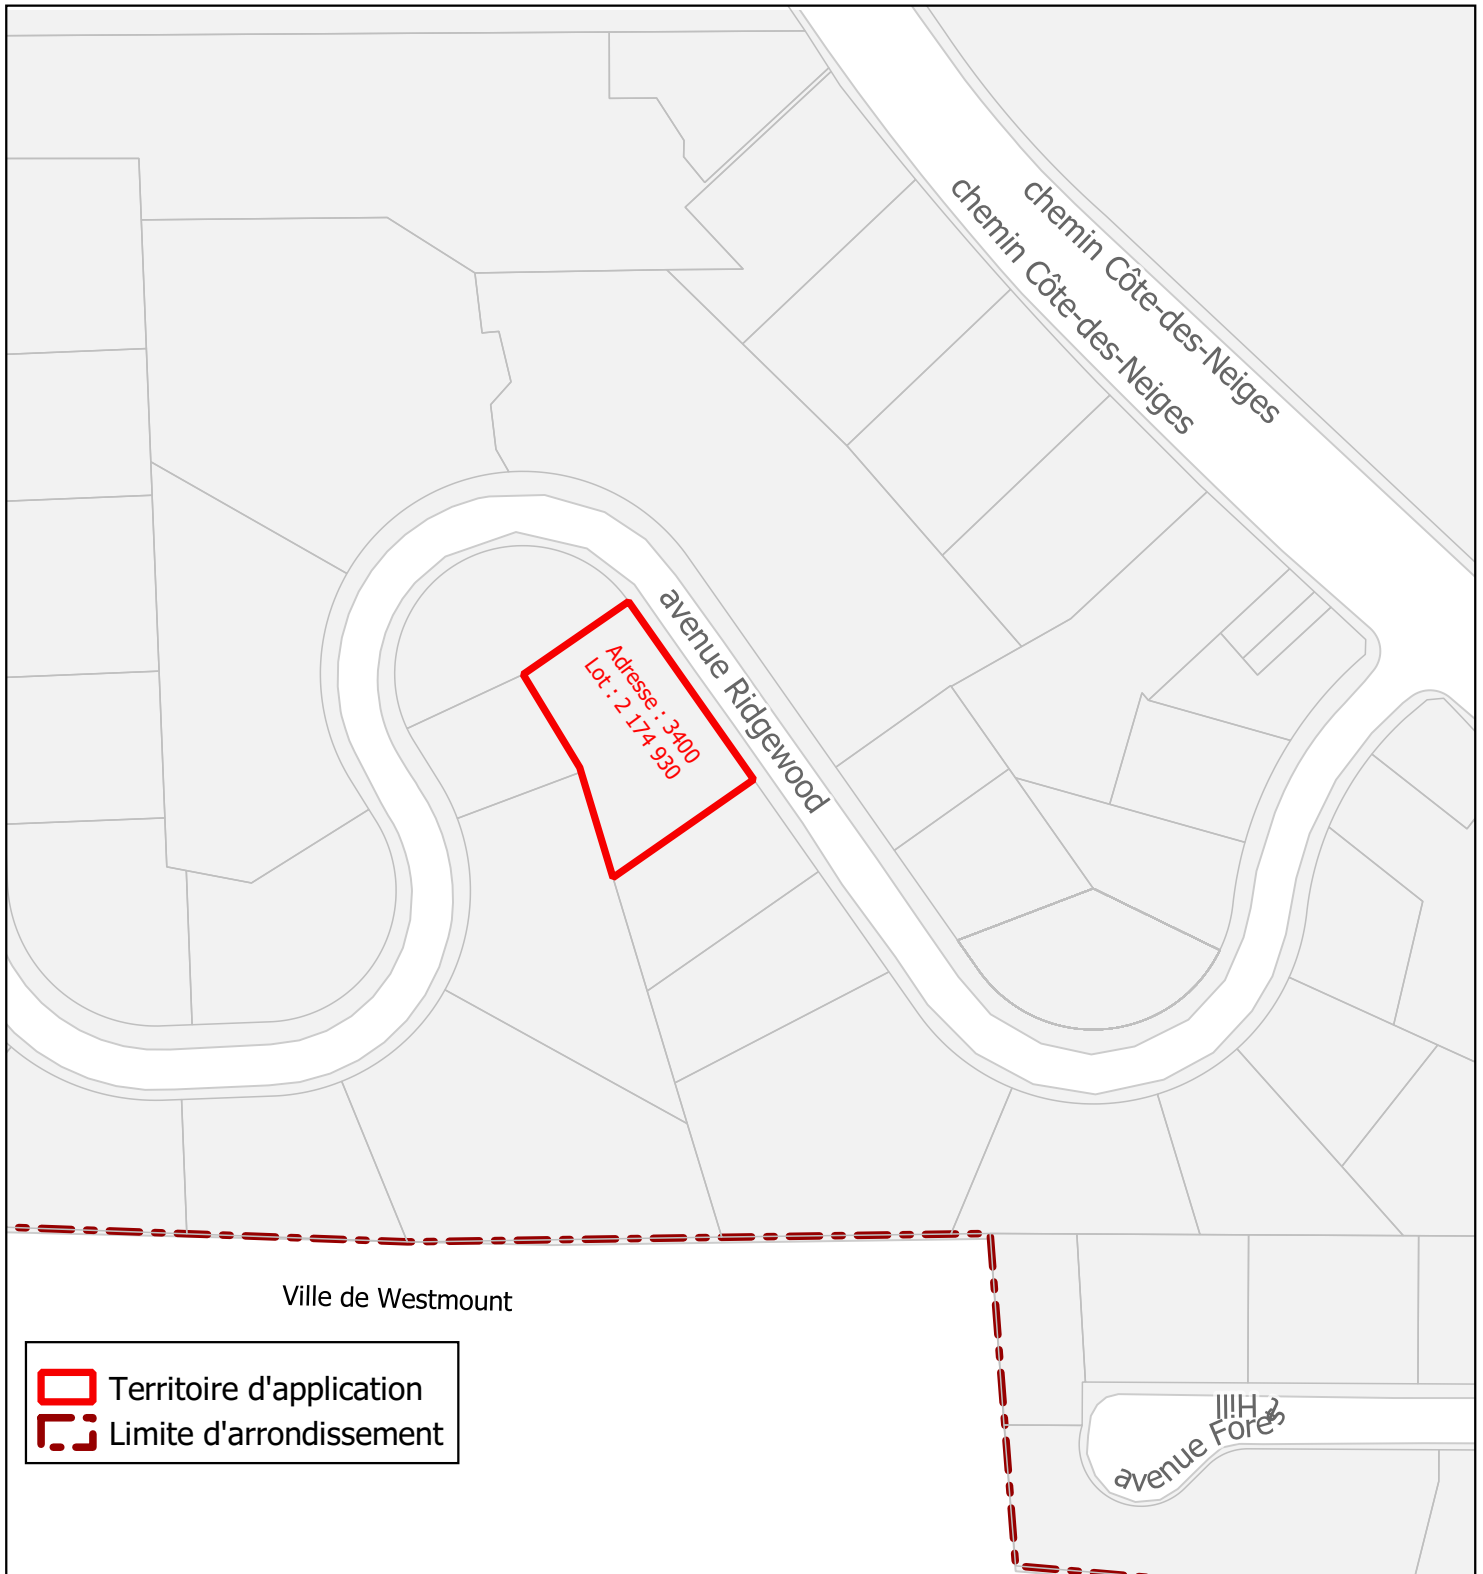 chemin Côte-des-Neiges
chemin Côte-des-Neiges
avenue Ridgewood
Adresse : 3400
Lot : 2 174 930
Ville de Westmount
Territoire d'application
Limite d'arrondissement
avenue Forest Hill